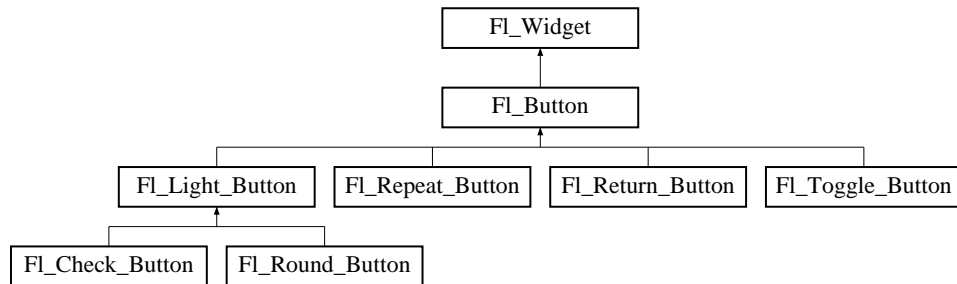 Fl_Widget
Fl_Button
Fl_Light_Button
Fl_Repeat_Button
Fl_Return_Button
Fl_Toggle_Button
Fl_Check_Button
Fl_Round_Button